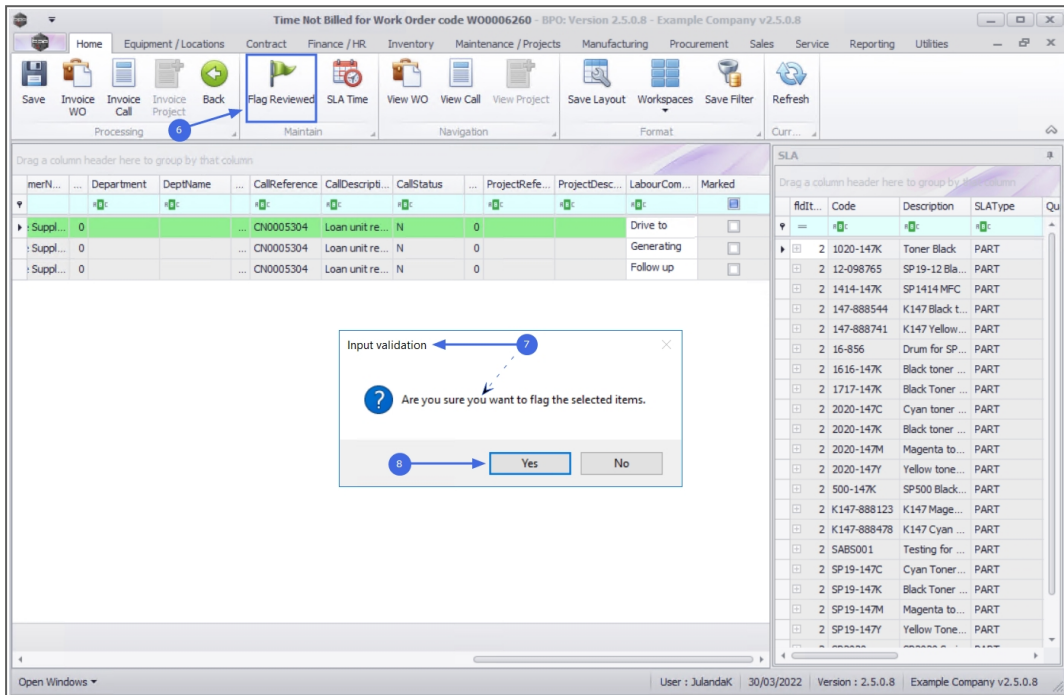 Time Not Billed for Work Order code WO0006260 - BPO: Version 2.5.0.8 - Example Company v2.5.0.8
Home Equipment / Locations Contract Finance / HR Inventory Maintenance / Projects Manufacturing Procurement Sales Service Reporting Utilities
Save Invoice WO Invoice Call Invoice Project Back Flag Reviewed SLA Time View WO View Call View Project Save Layout Workspaces Save Filter Refresh
Processing Maintain Navigation Format Curr...
6
Drag a column header here to group by that column
merN... ... Department DeptName ... CallReference CallDescripti... CallStatus ... ProjectRefe... ProjectDesc... LabourCom... Marked
: Suppl... 0 ... CN0005304 Loan unit re... N 0 Drive to
: Suppl... 0 ... CN0005304 Loan unit re... N 0 Generating
: Suppl... 0 ... CN0005304 Loan unit re... N 0 Follow up
Input validation
7
Are you sure you want to flag the selected items.
8
Yes No
SLA
Drag a column header here to group by that column
fldIt... Code Description SLAType Qu
=
2 1020-147K Toner Black PART
2 12-098765 SP19-12 Bla... PART
2 1414-147K SP1414 MFC PART
2 147-888544 K147 Black t... PART
2 147-888741 K147 Yellow... PART
2 16-856 Drum for SP... PART
2 1616-147K Black toner ... PART
2 1717-147K Black Toner ... PART
2 2020-147C Cyan toner ... PART
2 2020-147K Black toner ... PART
2 2020-147M Magenta to... PART
2 2020-147Y Yellow tone... PART
2 500-147K SP500 Black... PART
2 K147-888123 K147 Mage... PART
2 K147-888478 K147 Cyan ... PART
2 SABS001 Testing for ... PART
2 SP19-147C Cyan Toner... PART
2 SP19-147K Black Toner ... PART
2 SP19-147M Magenta to... PART
2 SP19-147Y Yellow Tone... PART
Open Windows
User : JulandaK 30/03/2022 Version : 2.5.0.8 Example Company v2.5.0.8